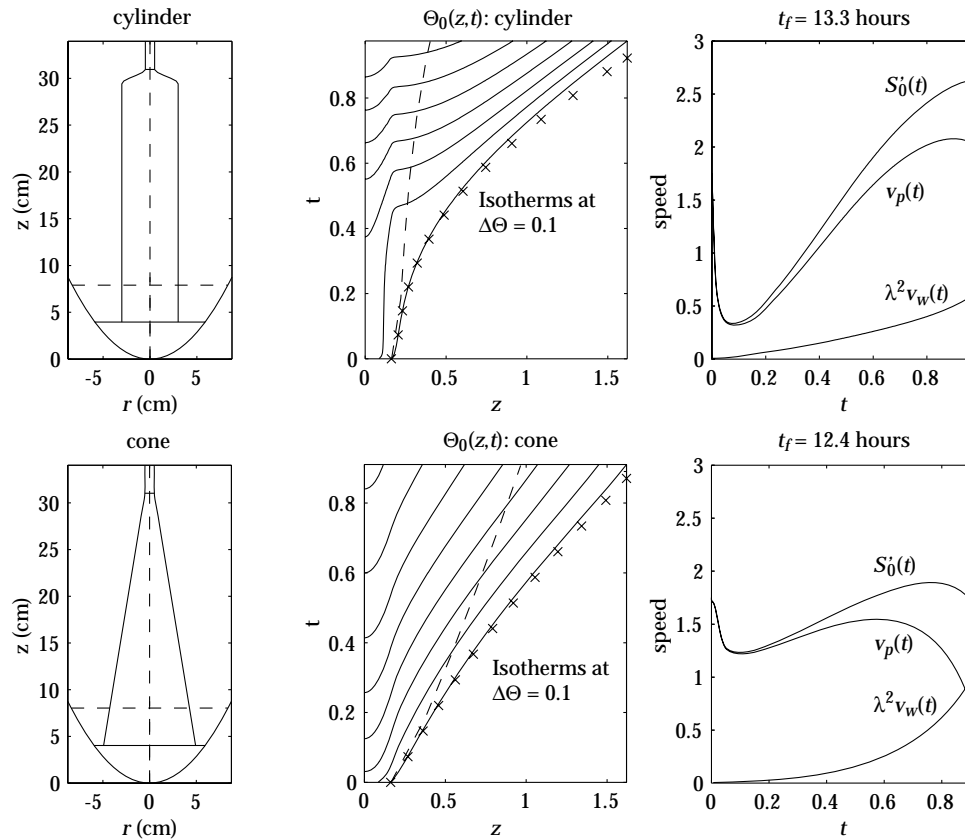 cylinder
Θ₀(z,t): cylinder
t_f = 13.3 hours
z (cm)
30
25
20
15
10
5
0
-5
0
5
r (cm)
t
0.8
0.6
0.4
0.2
0
Isotherms at
ΔΘ = 0.1
0
0.5
1
1.5
z
speed
3
2.5
2
1.5
1
0.5
0
S′₀(t)
v_p(t)
λ²v_w(t)
0
0.2
0.4
0.6
0.8
t
cone
Θ₀(z,t): cone
t_f = 12.4 hours
z (cm)
30
25
20
15
10
5
0
-5
0
5
r (cm)
t
0.8
0.6
0.4
0.2
0
Isotherms at
ΔΘ = 0.1
0
0.5
1
1.5
z
speed
3
2.5
2
1.5
1
0.5
0
S′₀(t)
v_p(t)
λ²v_w(t)
0
0.2
0.4
0.6
0.8
t